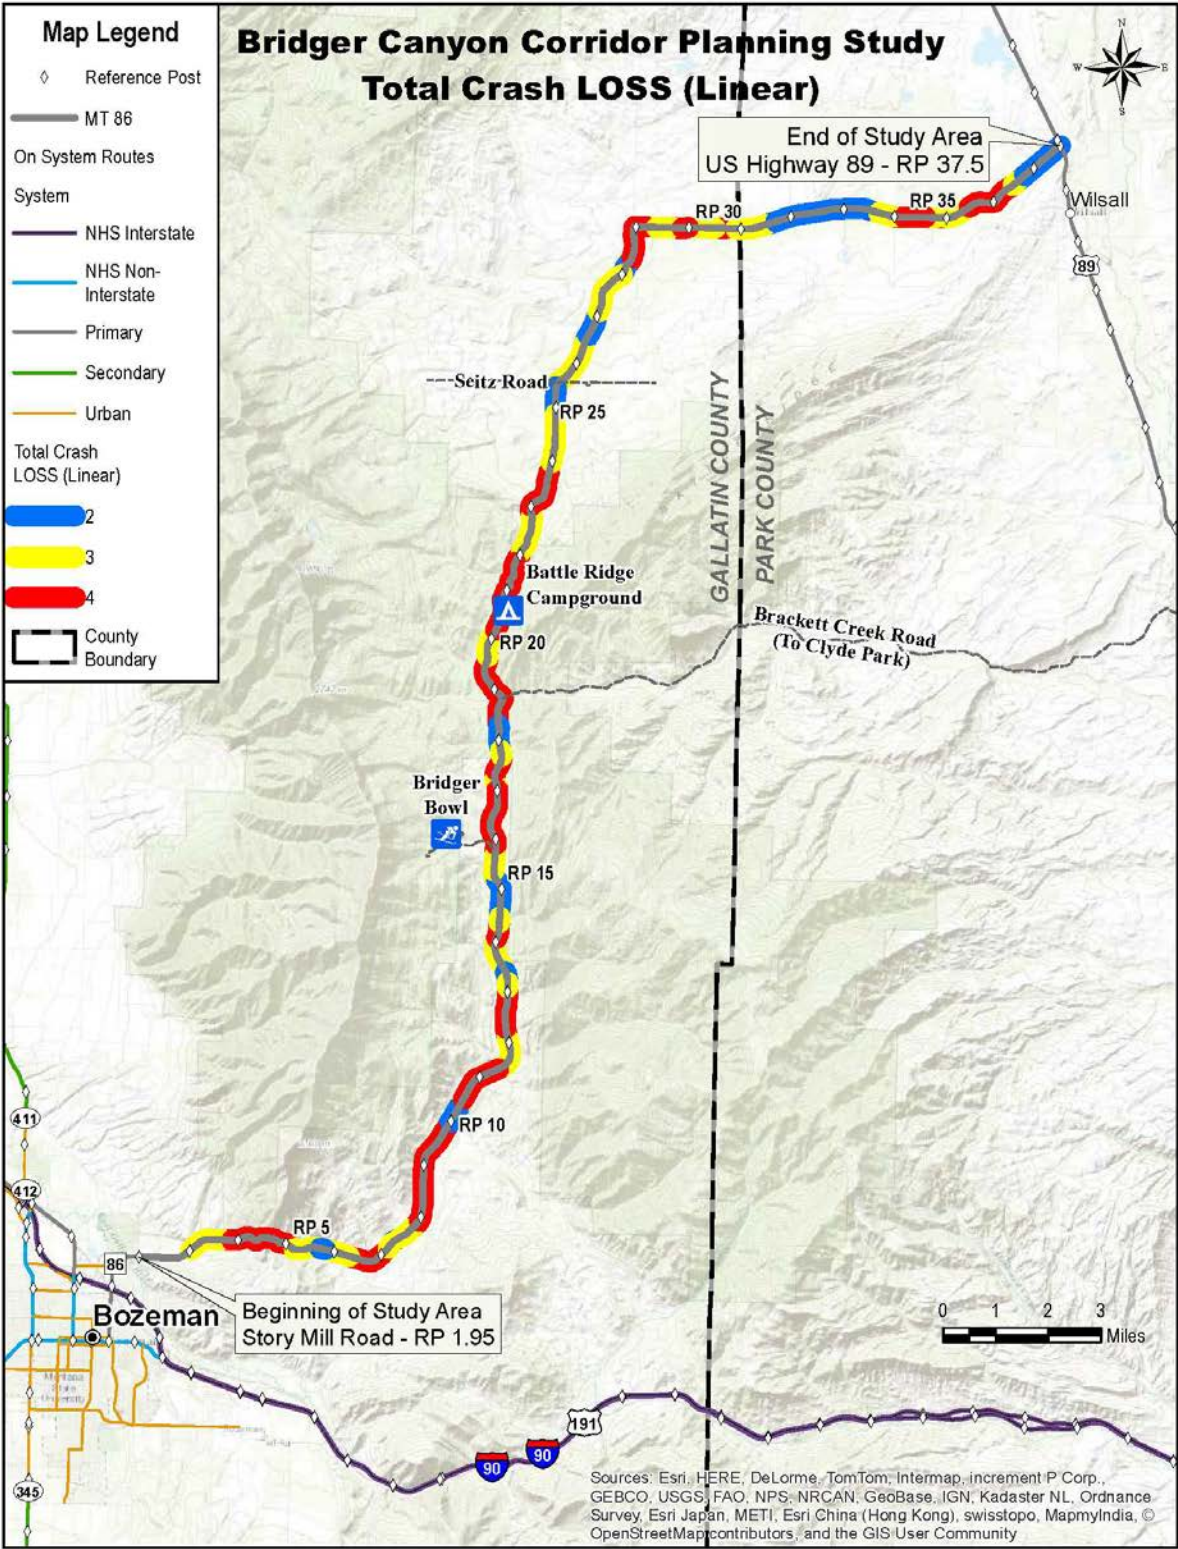 Map Legend
Reference Post
MT 86
On System Routes
System
NHS Interstate
NHS Non-
Interstate
Primary
Secondary
Urban
Total Crash
LOSS (Linear)
2
3
4
County
Boundary
Bridger Canyon Corridor Planning Study
Total Crash LOSS (Linear)
N
W
E
S
End of Study Area
US Highway 89 - RP 37.5
RP 30
RP 35
Wilsall
89
Seitz Road
RP 25
GALLATIN COUNTY
PARK COUNTY
Battle Ridge
Campground
RP 20
Brackett Creek Road
(To Clyde Park)
Bridger
Bowl
RP 15
RP 10
411
412
RP 5
86
Beginning of Study Area
Story Mill Road - RP 1.95
Bozeman
0 1 2 3
Miles
Montana
State
University
191
90
90
345
Sources: Esri, HERE, DeLorme, TomTom, Intermap, increment P Corp.,
GEBCO, USGS, FAO, NPS, NRCAN, GeoBase, IGN, Kadaster NL, Ordnance
Survey, Esri Japan, METI, Esri China (Hong Kong), swisstopo, MapmyIndia, ©
OpenStreetMap contributors, and the GIS User Community